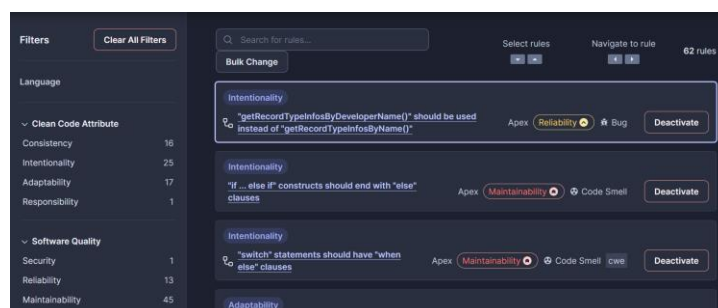 Filters
Clear All Filters
Language
Clean Code Attribute
Consistency 16
Intentionality 25
Adaptability 17
Responsibility 1
Software Quality
Security 1
Reliability 13
Maintainability 45
Search for rules...
Bulk Change
Select rules
Navigate to rule
62 rules
Intentionality
"getRecordTypeInfosByDeveloperName()" should be used
instead of "getRecordTypeInfosByName()"
Apex Reliability Bug Deactivate
Intentionality
"if ... else if" constructs should end with "else"
clauses
Apex Maintainability Code Smell Deactivate
Intentionality
"switch" statements should have "when
else" clauses
Apex Maintainability Code Smell cwe Deactivate
Adaptability